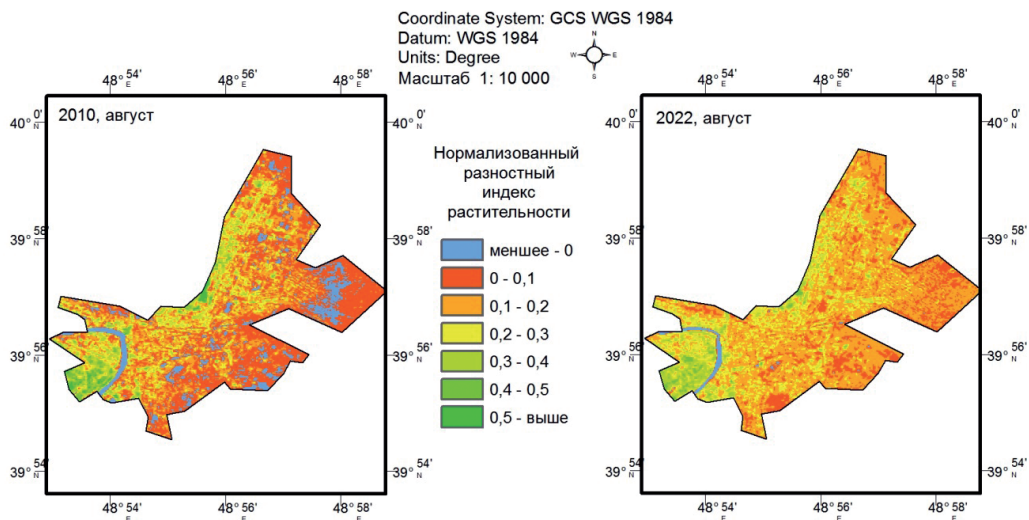 Coordinate System: GCS WGS 1984
Datum: WGS 1984
Units: Degree
Масштаб 1: 10 000
N
W E
S
48° 54' E 48° 56' E 48° 58' E
48° 54' E 48° 56' E 48° 58' E
40° 0' N
39° 58' N
39° 56' N
39° 54' N
2010, август
Нормализованный
разностный
индекс
растительности
меншее - 0
0 - 0,1
0,1 - 0,2
0,2 - 0,3
0,3 - 0,4
0,4 - 0,5
0,5 - выше
40° 0' N
39° 58' N
39° 56' N
39° 54' N
2022, август
40° 0' N
39° 58' N
39° 56' N
39° 54' N
40° 0' N
39° 58' N
39° 56' N
39° 54' N
48° 54' E 48° 56' E 48° 58' E
48° 54' E 48° 56' E 48° 58' E